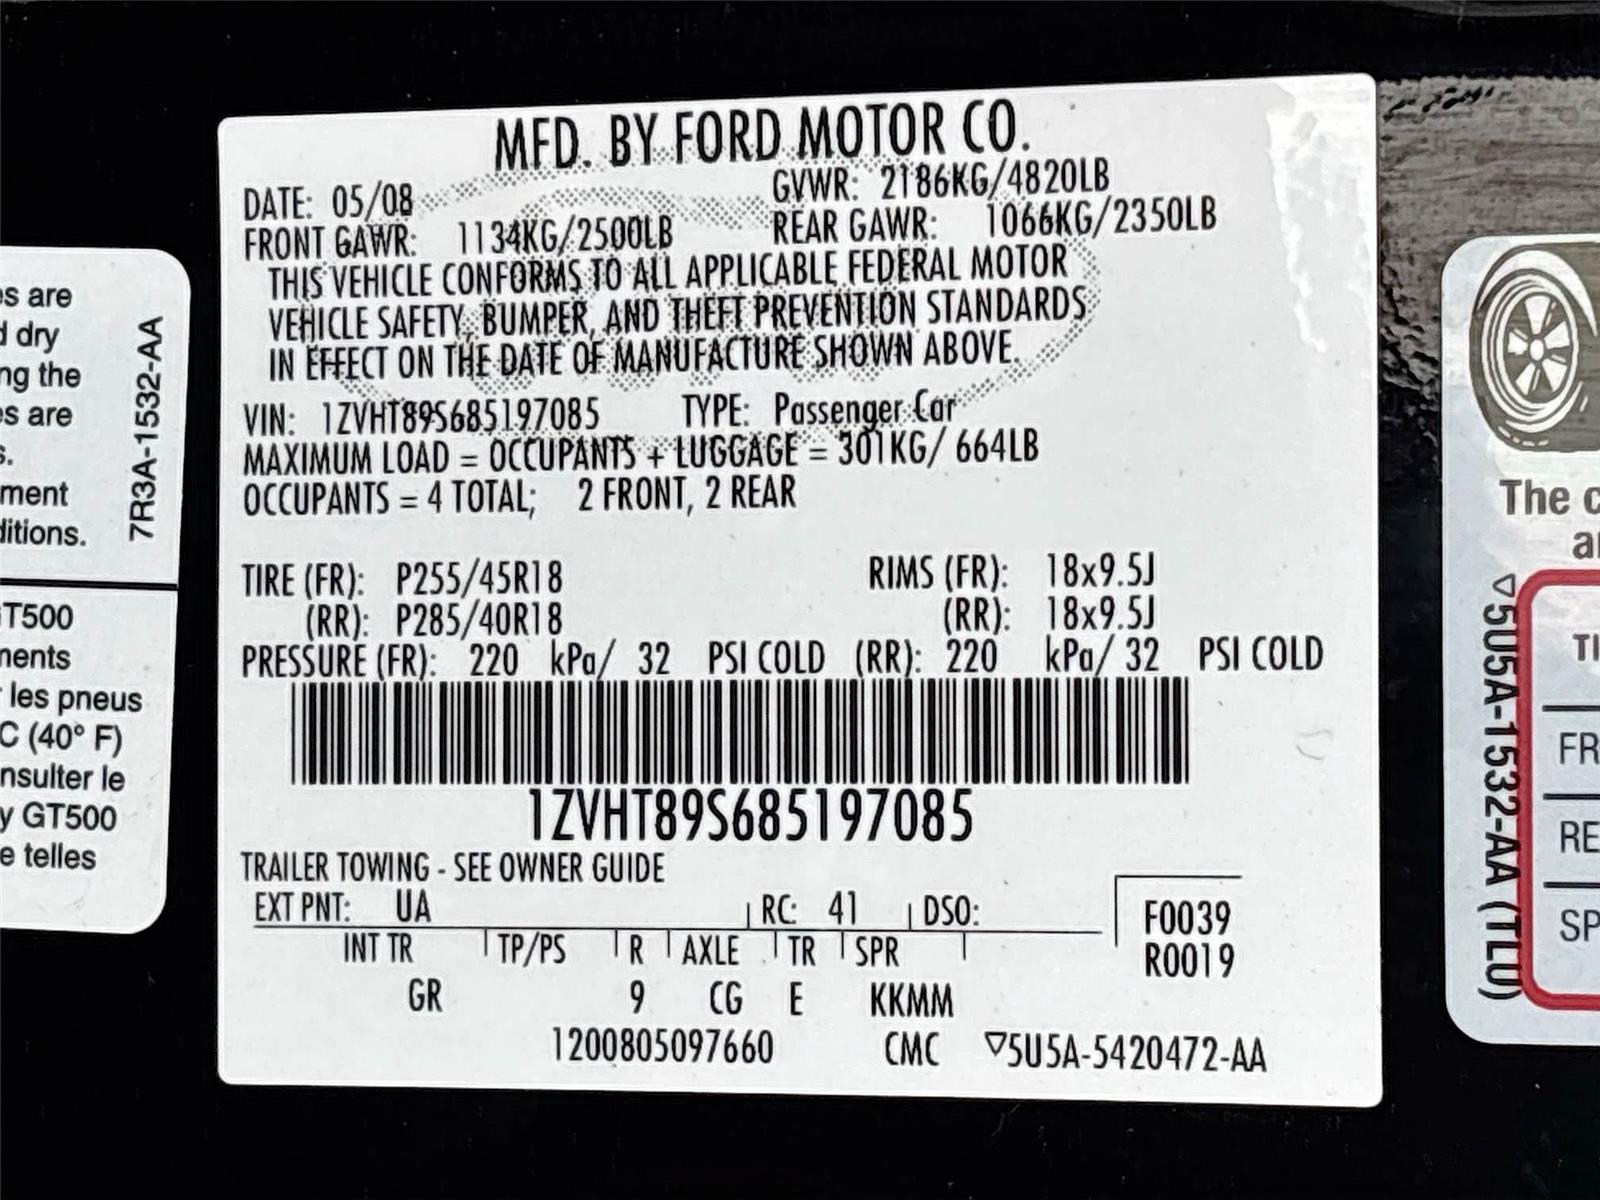 es are
d dry
ng the
es are
s.
ment
ditions.
7R3A-1532-AA
GT500
ments
r les pneus
C (40° F)
nsulter le
y GT500
e telles
MFD. BY FORD MOTOR CO.
DATE: 05/08 GVWR: 2186KG/4820LB
FRONT GAWR: 1134KG/2500LB REAR GAWR: 1066KG/2350LB
THIS VEHICLE CONFORMS TO ALL APPLICABLE FEDERAL MOTOR
VEHICLE SAFETY, BUMPER, AND THEFT PREVENTION STANDARDS
IN EFFECT ON THE DATE OF MANUFACTURE SHOWN ABOVE.
VIN: 1ZVHT89S685197085 TYPE: Passenger Car
MAXIMUM LOAD = OCCUPANTS + LUGGAGE = 301KG/ 664LB
OCCUPANTS = 4 TOTAL; 2 FRONT, 2 REAR
TIRE (FR): P255/45R18 RIMS (FR): 18x9.5J
(RR): P285/40R18 (RR): 18x9.5J
PRESSURE (FR): 220 kPa/ 32 PSI COLD (RR): 220 kPa/ 32 PSI COLD
1ZVHT89S685197085
TRAILER TOWING - SEE OWNER GUIDE
EXT PNT: UA RC: 41 DSO:
INT TR TP/PS R AXLE TR SPR
GR 9 CG E KKMM
F0039
R0019
1200805097660 CMC ▽5U5A-5420472-AA
The c
a
▽5U5A-1532-AA (TLU)
TI
FR
RE
SP